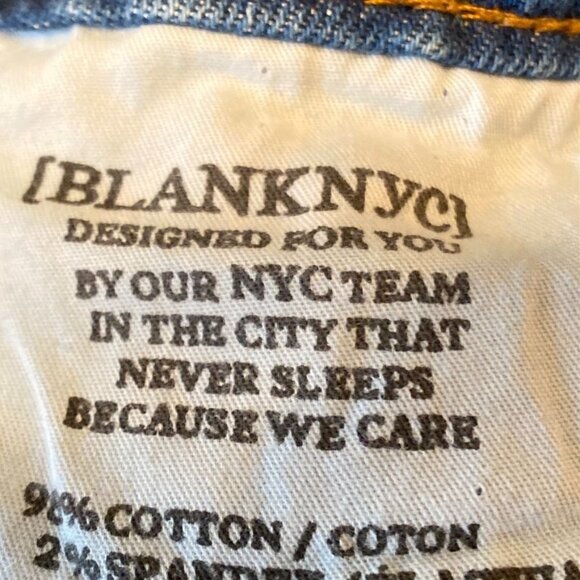 [BLANKNYC]
DESIGNED FOR YOU
BY OUR NYC TEAM
IN THE CITY THAT
NEVER SLEEPS
BECAUSE WE CARE
98% COTTON / COTON
2%